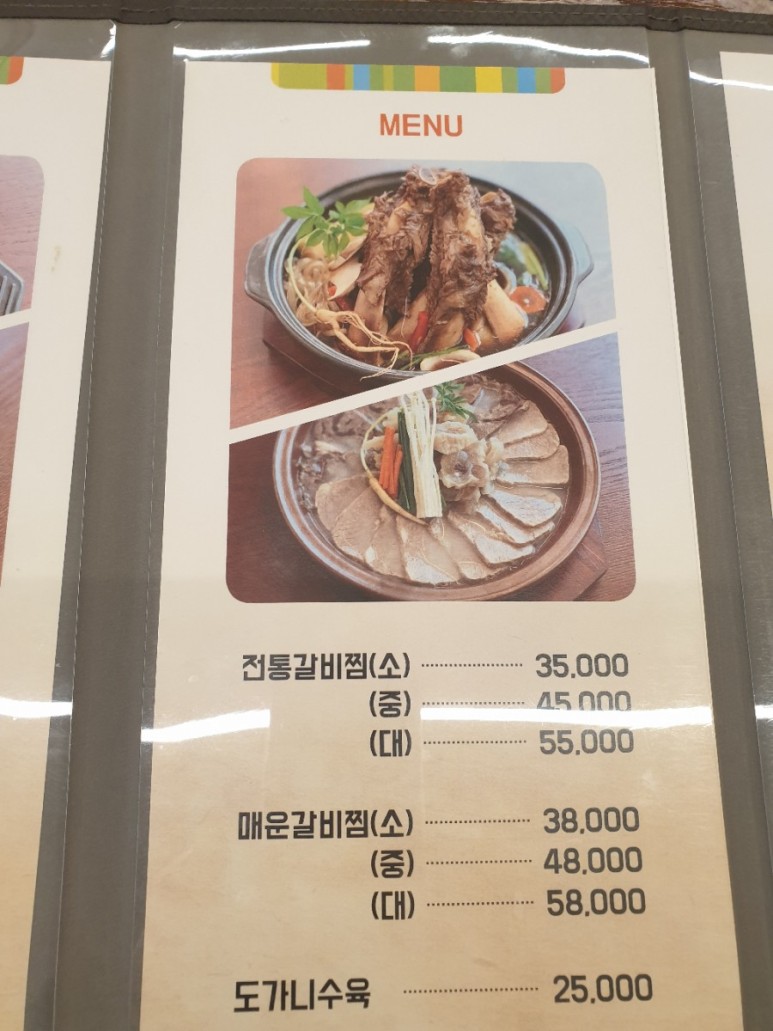 MENU
전통갈비찜(소) 35,000
(중) 45,000
(대) 55,000
매운갈비찜(소) 38,000
(중) 48,000
(대) 58,000
도가니수육 25,000